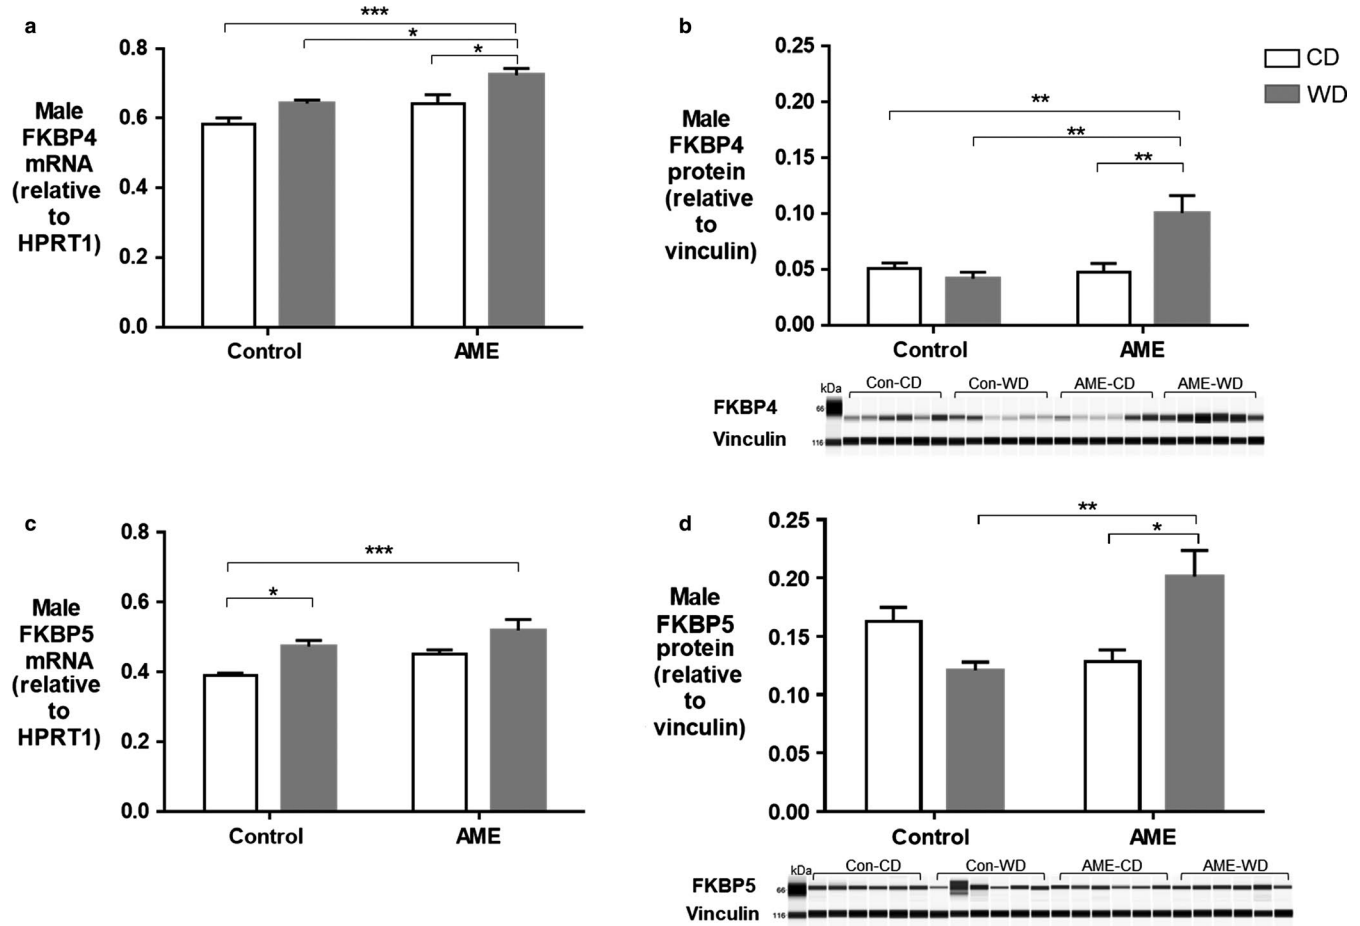 a
***
*
*
0.8
0.6
0.4
0.2
0.0
Male
FKBP4
mRNA
(relative
to
HPRT1)
Control
AME
b
**
**
**
0.25
0.20
0.15
0.10
0.05
0.00
Male
FKBP4
protein
(relative
to
vinculin)
Control
AME
CD
WD
kDa
Con-CD
Con-WD
AME-CD
AME-WD
FKBP4
66
Vinculin
116
c
***
*
0.8
0.6
0.4
0.2
0.0
Male
FKBP5
mRNA
(relative
to
HPRT1)
Control
AME
d
**
*
0.25
0.20
0.15
0.10
0.05
0.00
Male
FKBP5
protein
(relative
to
vinculin)
Control
AME
kDa
Con-CD
Con-WD
AME-CD
AME-WD
FKBP5
66
Vinculin
116